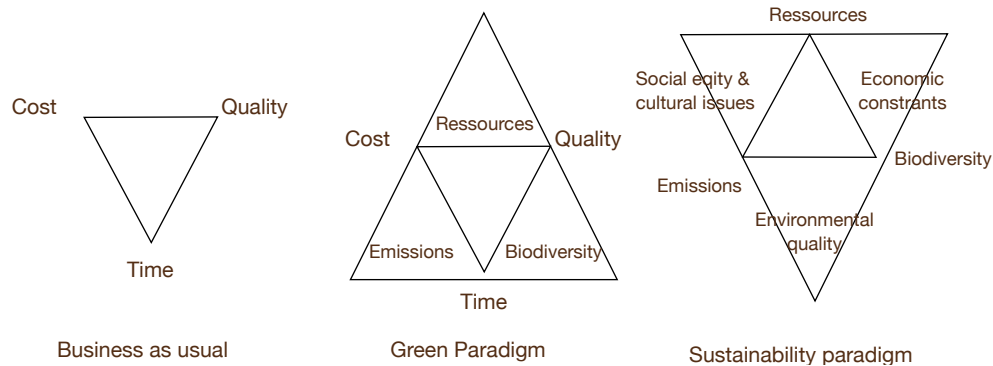 Cost
Quality
Time
Business as usual
Ressources
Cost
Quality
Emissions
Biodiversity
Time
Green Paradigm
Ressources
Social eqity &
cultural issues
Economic
constrants
Biodiversity
Emissions
Environmental
quality
Sustainability paradigm